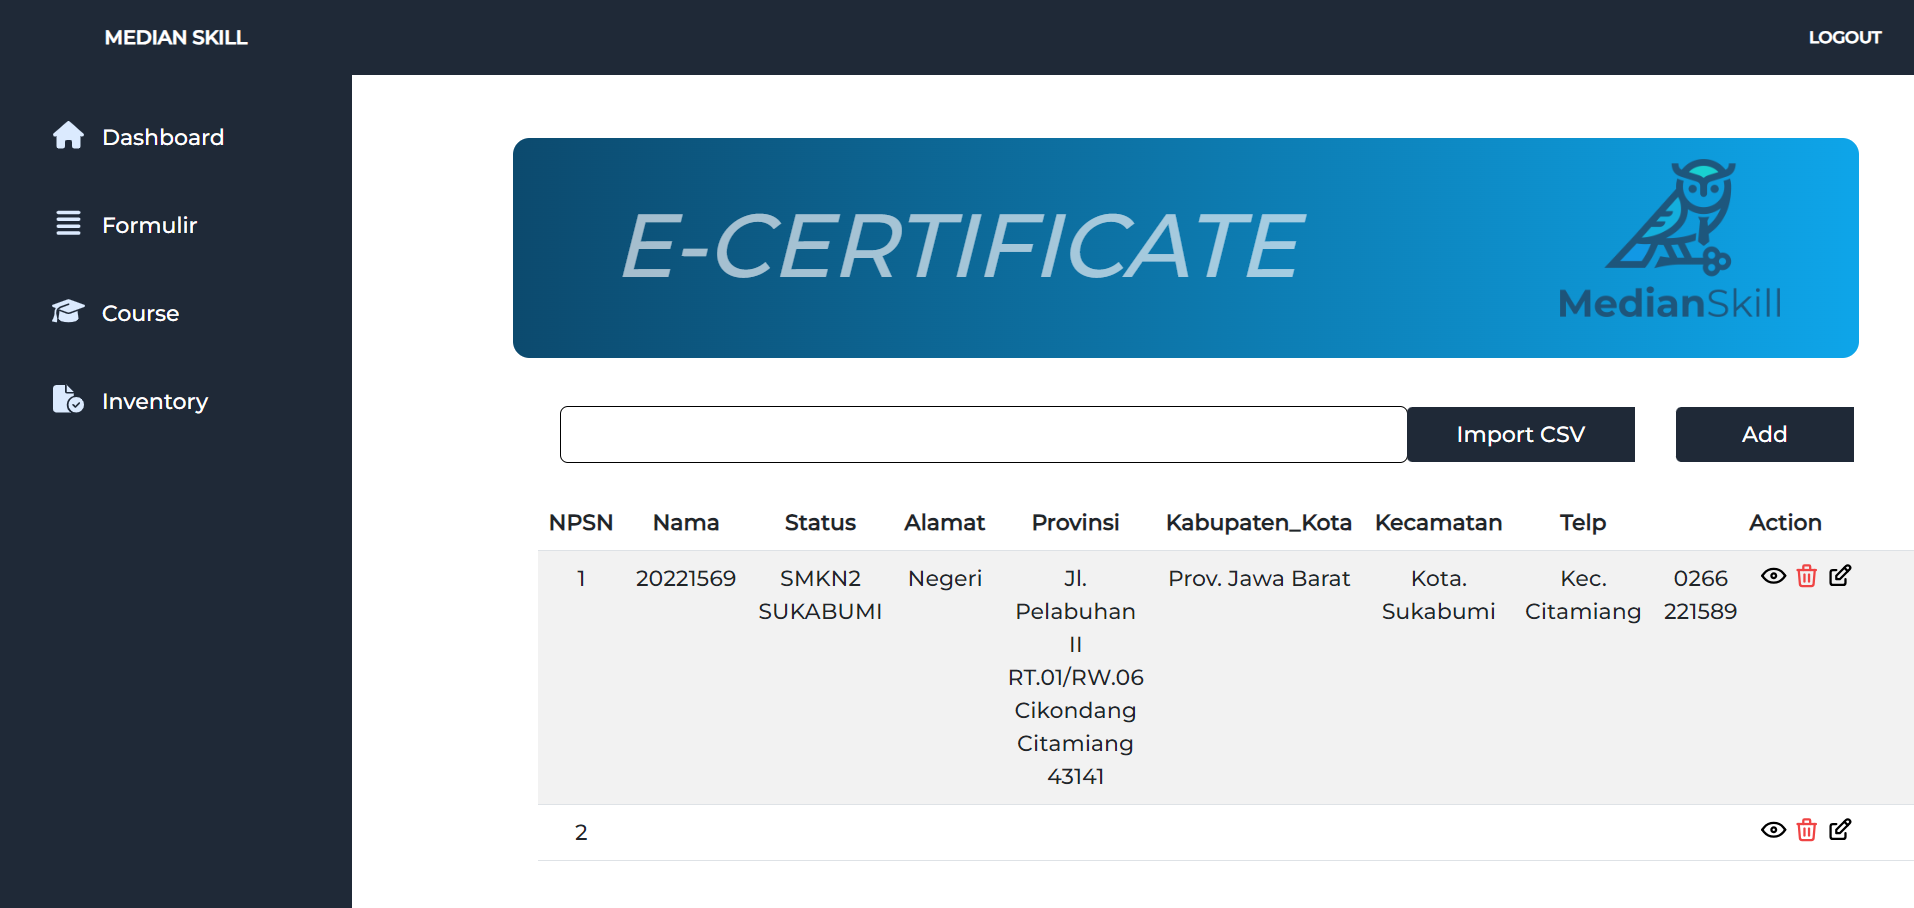 MEDIAN SKILL
LOGOUT
Dashboard
Formulir
Course
Inventory
E-CERTIFICATE
MedianSkill
Import CSV
Add
NPSN Nama Status Alamat Provinsi Kabupaten_Kota Kecamatan Telp Action
1 20221569 SMKN2 Negeri Jl. Prov. Jawa Barat Kota. Kec. 0266
SUKABUMI Pelabuhan Sukabumi Citamiang 221589
II
RT.01/RW.06
Cikondang
Citamiang
43141
2